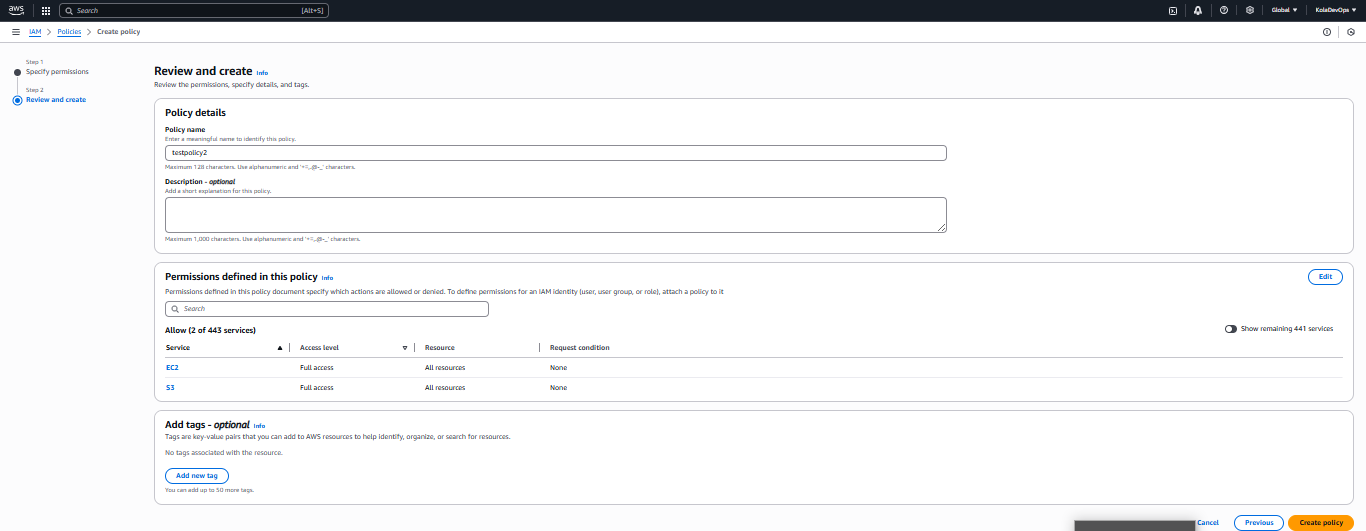 aws
Search [Alt+S]
Global KoladDevOps
IAM > Policies > Create policy
Step 1
Specify permissions
Step 2
Review and create
Review and create Info
Review the permissions, specify details, and tags.
Policy details
Policy name
Enter a meaningful name to identify this policy.
testpolicy2
Maximum 128 characters. Use alphanumeric and '+=,.@-_' characters.
Description - optional
Add a short explanation for this policy.
Maximum 1,000 characters. Use alphanumeric and '+=,.@-_' characters.
Permissions defined in this policy Info
Edit
Permissions defined in this policy document specify which actions are allowed or denied. To define permissions for an IAM identity (user, user group, or role), attach a policy to it
Search
Allow (2 of 443 services)
Show remaining 441 services
Service Access level Resource Request condition
EC2 Full access All resources None
S3 Full access All resources None
Add tags - optional Info
Tags are key-value pairs that you can add to AWS resources to help identify, organize, or search for resources.
No tags associated with the resource.
Add new tag
You can add up to 50 more tags.
Cancel Previous Create policy